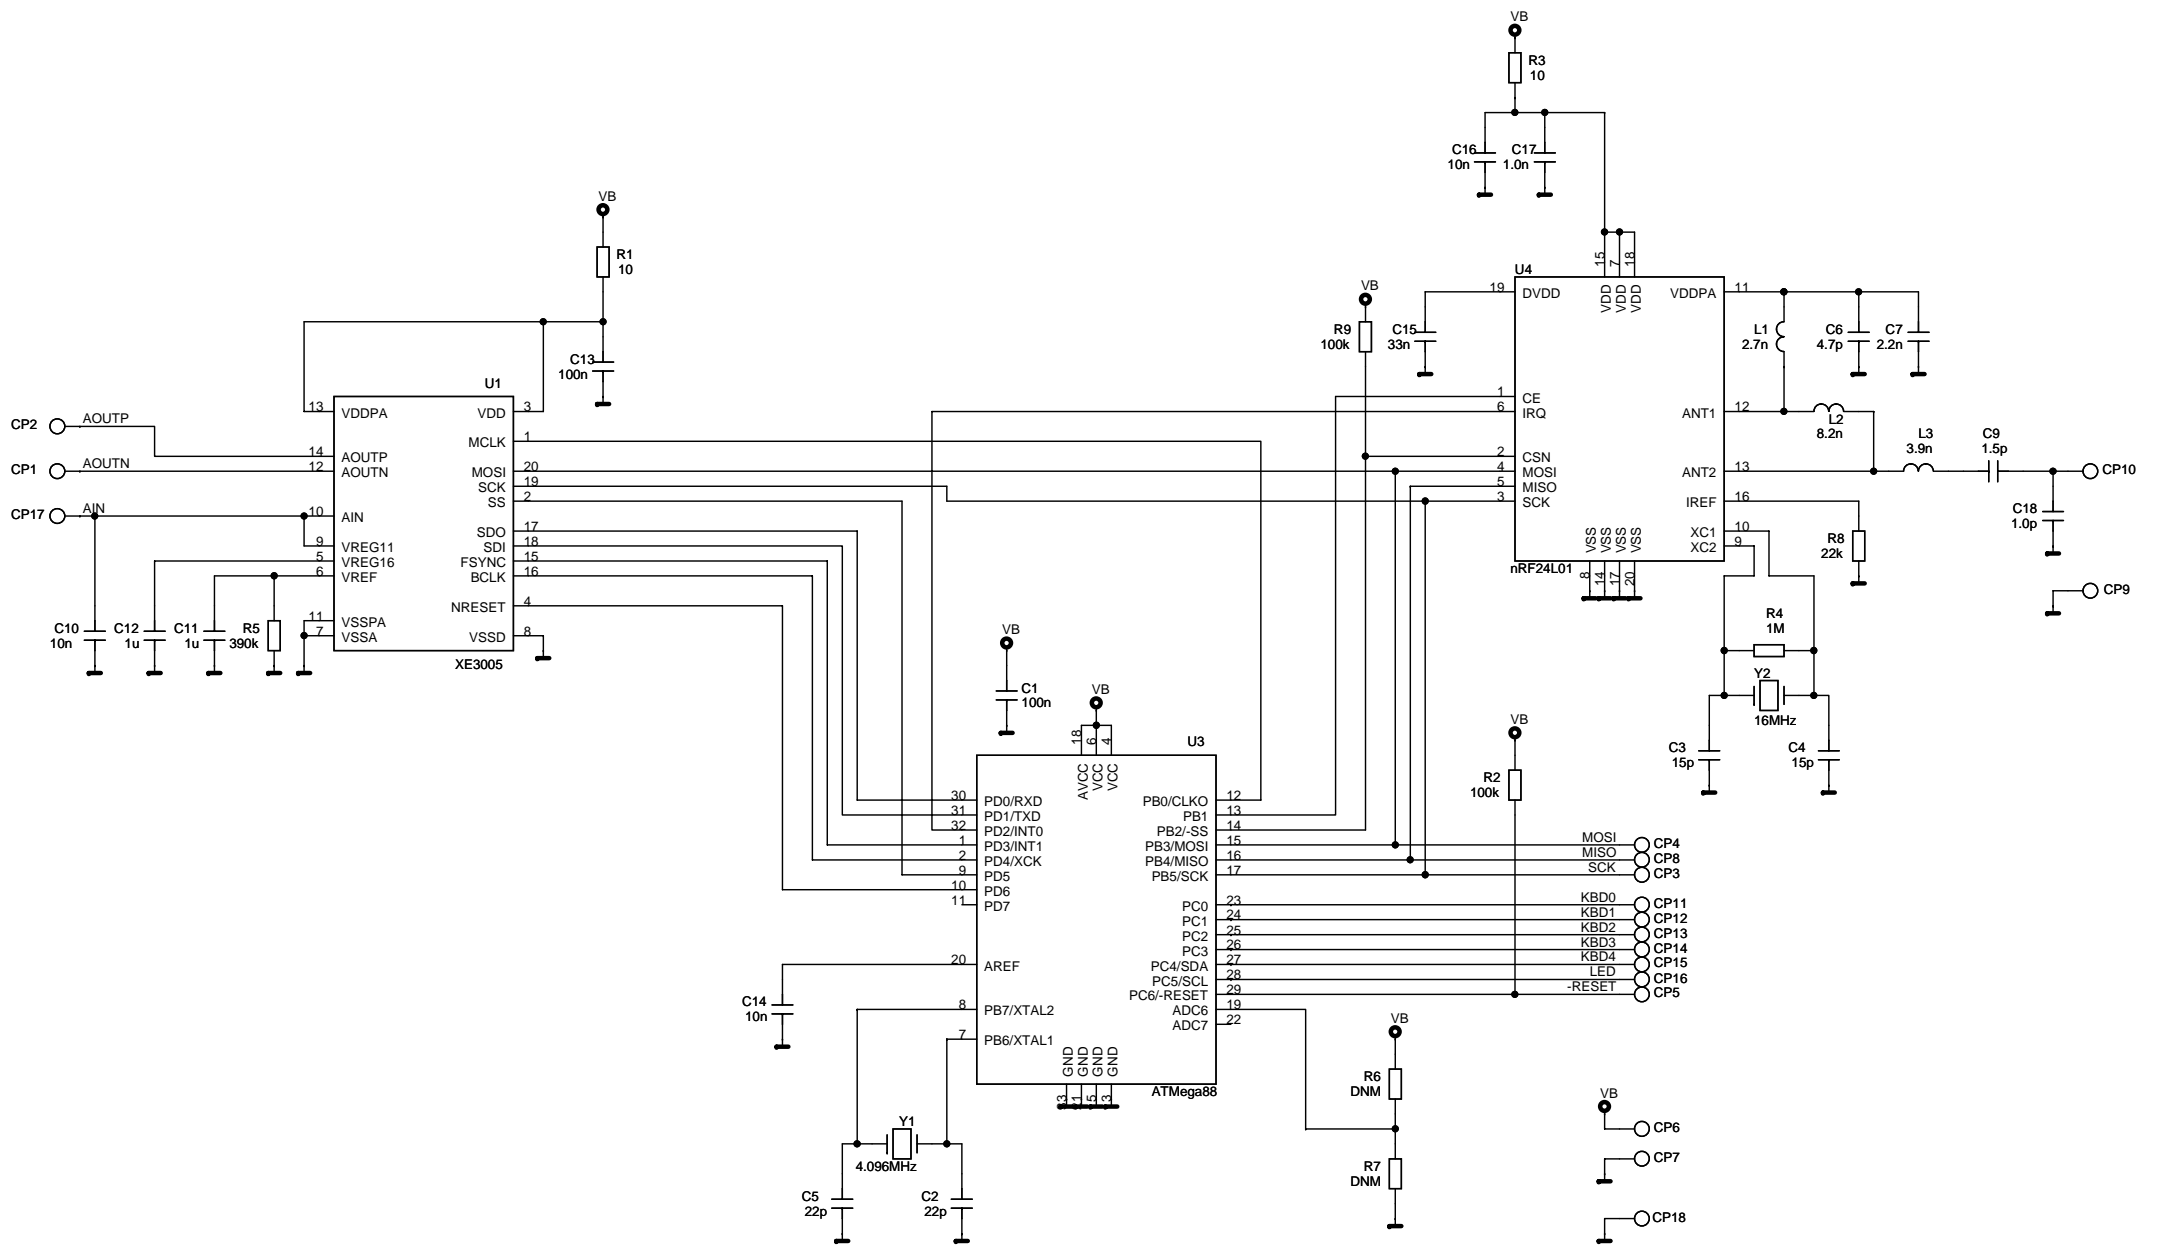 VB
R3
10
C16
10n
C17
1.0n
VB
R1
10
C13
100n
U1
13 VDDPA
VDD 3
MCLK 1
CP2 AOUTP
14 AOUTP
MOSI 20
CP1 AOUTN
12 AOUTN
SCK 19
SS 2
CP17 AIN
10 AIN
SDO 17
9 VREG11
SDI 18
5 VREG16
FSYNC 15
6 VREF
BCLK 16
NRESET 4
11 VSSPA
7 VSSA
VSSD 8
XE3005
C10
10n
C12
1u
C11
1u
R5
390k
U4
15 7 18
VDD VDD VDD
19 DVDD
VDDPA 11
VB
R9
100k
C15
33n
L1
2.7n
C6
4.7p
C7
2.2n
1 CE
6 IRQ
ANT1 12
L2
8.2n
2 CSN
4 MOSI
5 MISO
3 SCK
ANT2 13
L3
3.9n
C9
1.5p
CP10
IREF 16
C18
1.0p
XC1 10
XC2 9
R8
22k
VSS VSS VSS VSS
8 14 17 20
nRF24L01
CP9
R4
1M
Y2
16MHz
C3
15p
C4
15p
VB
C1
100n
VB
18 6 4
U3
AVCC VCC VCC
30 PD0/RXD
31 PD1/TXD
32 PD2/INT0
1 PD3/INT1
2 PD4/XCK
9 PD5
10 PD6
11 PD7
20 AREF
8 PB7/XTAL2
7 PB6/XTAL1
PB0/CLKO 12
PB1 13
PB2/-SS 14
PB3/MOSI 15
PB4/MISO 16
PB5/SCK 17
PC0 23
PC1 24
PC2 25
PC3 26
PC4/SDA 27
PC5/SCL 28
PC6/-RESET 29
ADC6 19
ADC7 22
GND GND GND GND
3 21 5 3
ATMega88
VB
R2
100k
MOSI CP4
MISO CP8
SCK CP3
KBD0 CP11
KBD1 CP12
KBD2 CP13
KBD3 CP14
KBD4 CP15
LED CP16
-RESET CP5
C14
10n
Y1
4.096MHz
C5
22p
C2
22p
VB
R6
DNM
R7
DNM
VB
CP6
CP7
CP18